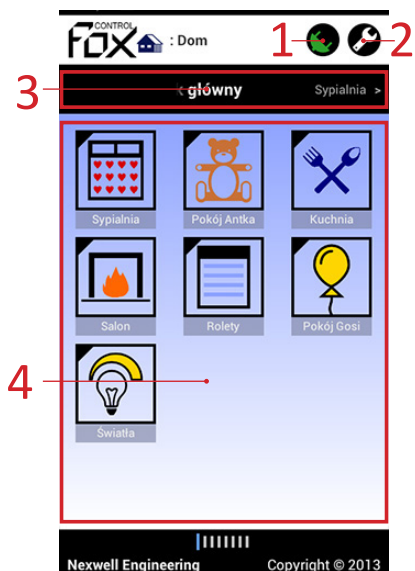 CONTROL
FOX : Dom
1
2
3
< główny Sypialnia >
Sypialnia Pokój Antka Kuchnia
Salon Rolety Pokój Gosi
4
Światła
Nexwell Engineering Copyright © 2013